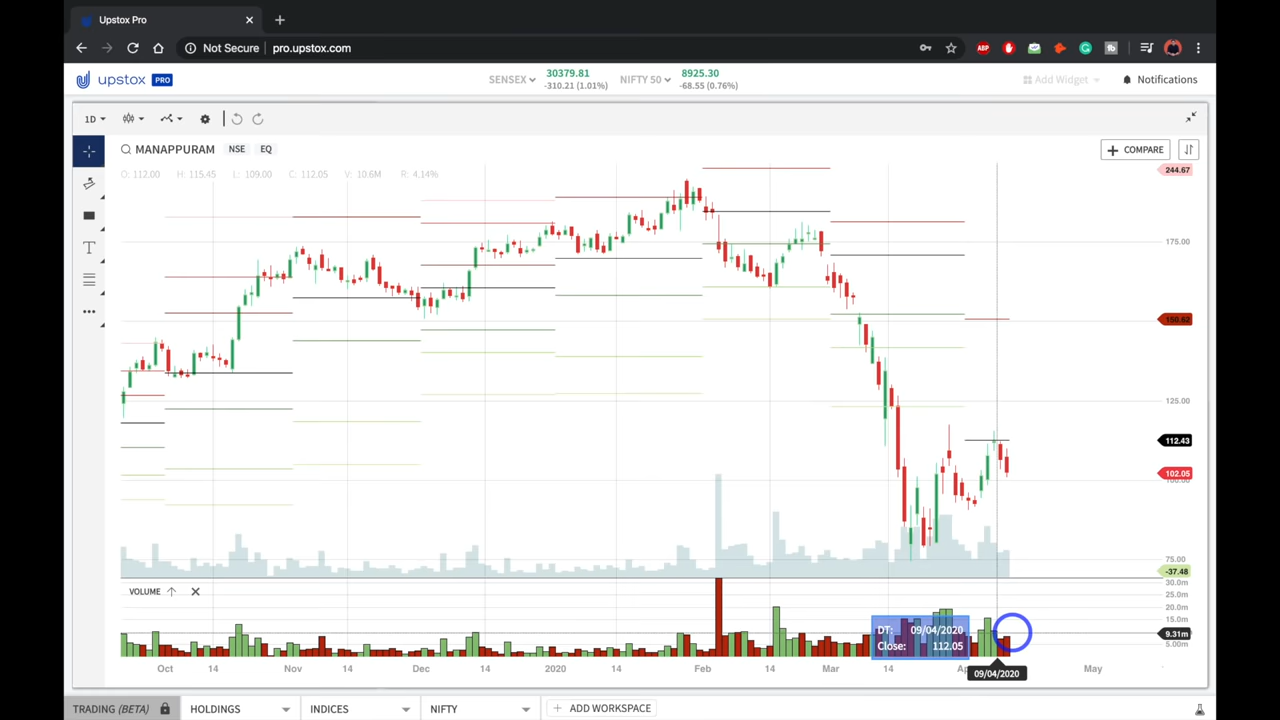 Upstox Pro
Not Secure pro.upstox.com
ABP
upstox PRO
SENSEX 30379.81 -310.21 (1.01%) NIFTY 50 8925.30 -68.55 (0.76%)
Add Widget Notifications
1D
MANAPPURAM NSE EQ
COMPARE
O: 112.00 H: 115.45 L: 109.00 C: 112.05 V: 10.6M R: 4.14%
244.67
175.00
150.62
125.00
112.43
102.05
100.00
75.00
-37.48
30.0m
VOLUME
25.0m
20.0m
15.0m
DT: 09/04/2020
9.31m
Close: 112.05
5.00m
Oct 14 Nov 14 Dec 14 2020 14 Feb 14 Mar 14 May
09/04/2020
TRADING (BETA) HOLDINGS INDICES NIFTY ADD WORKSPACE